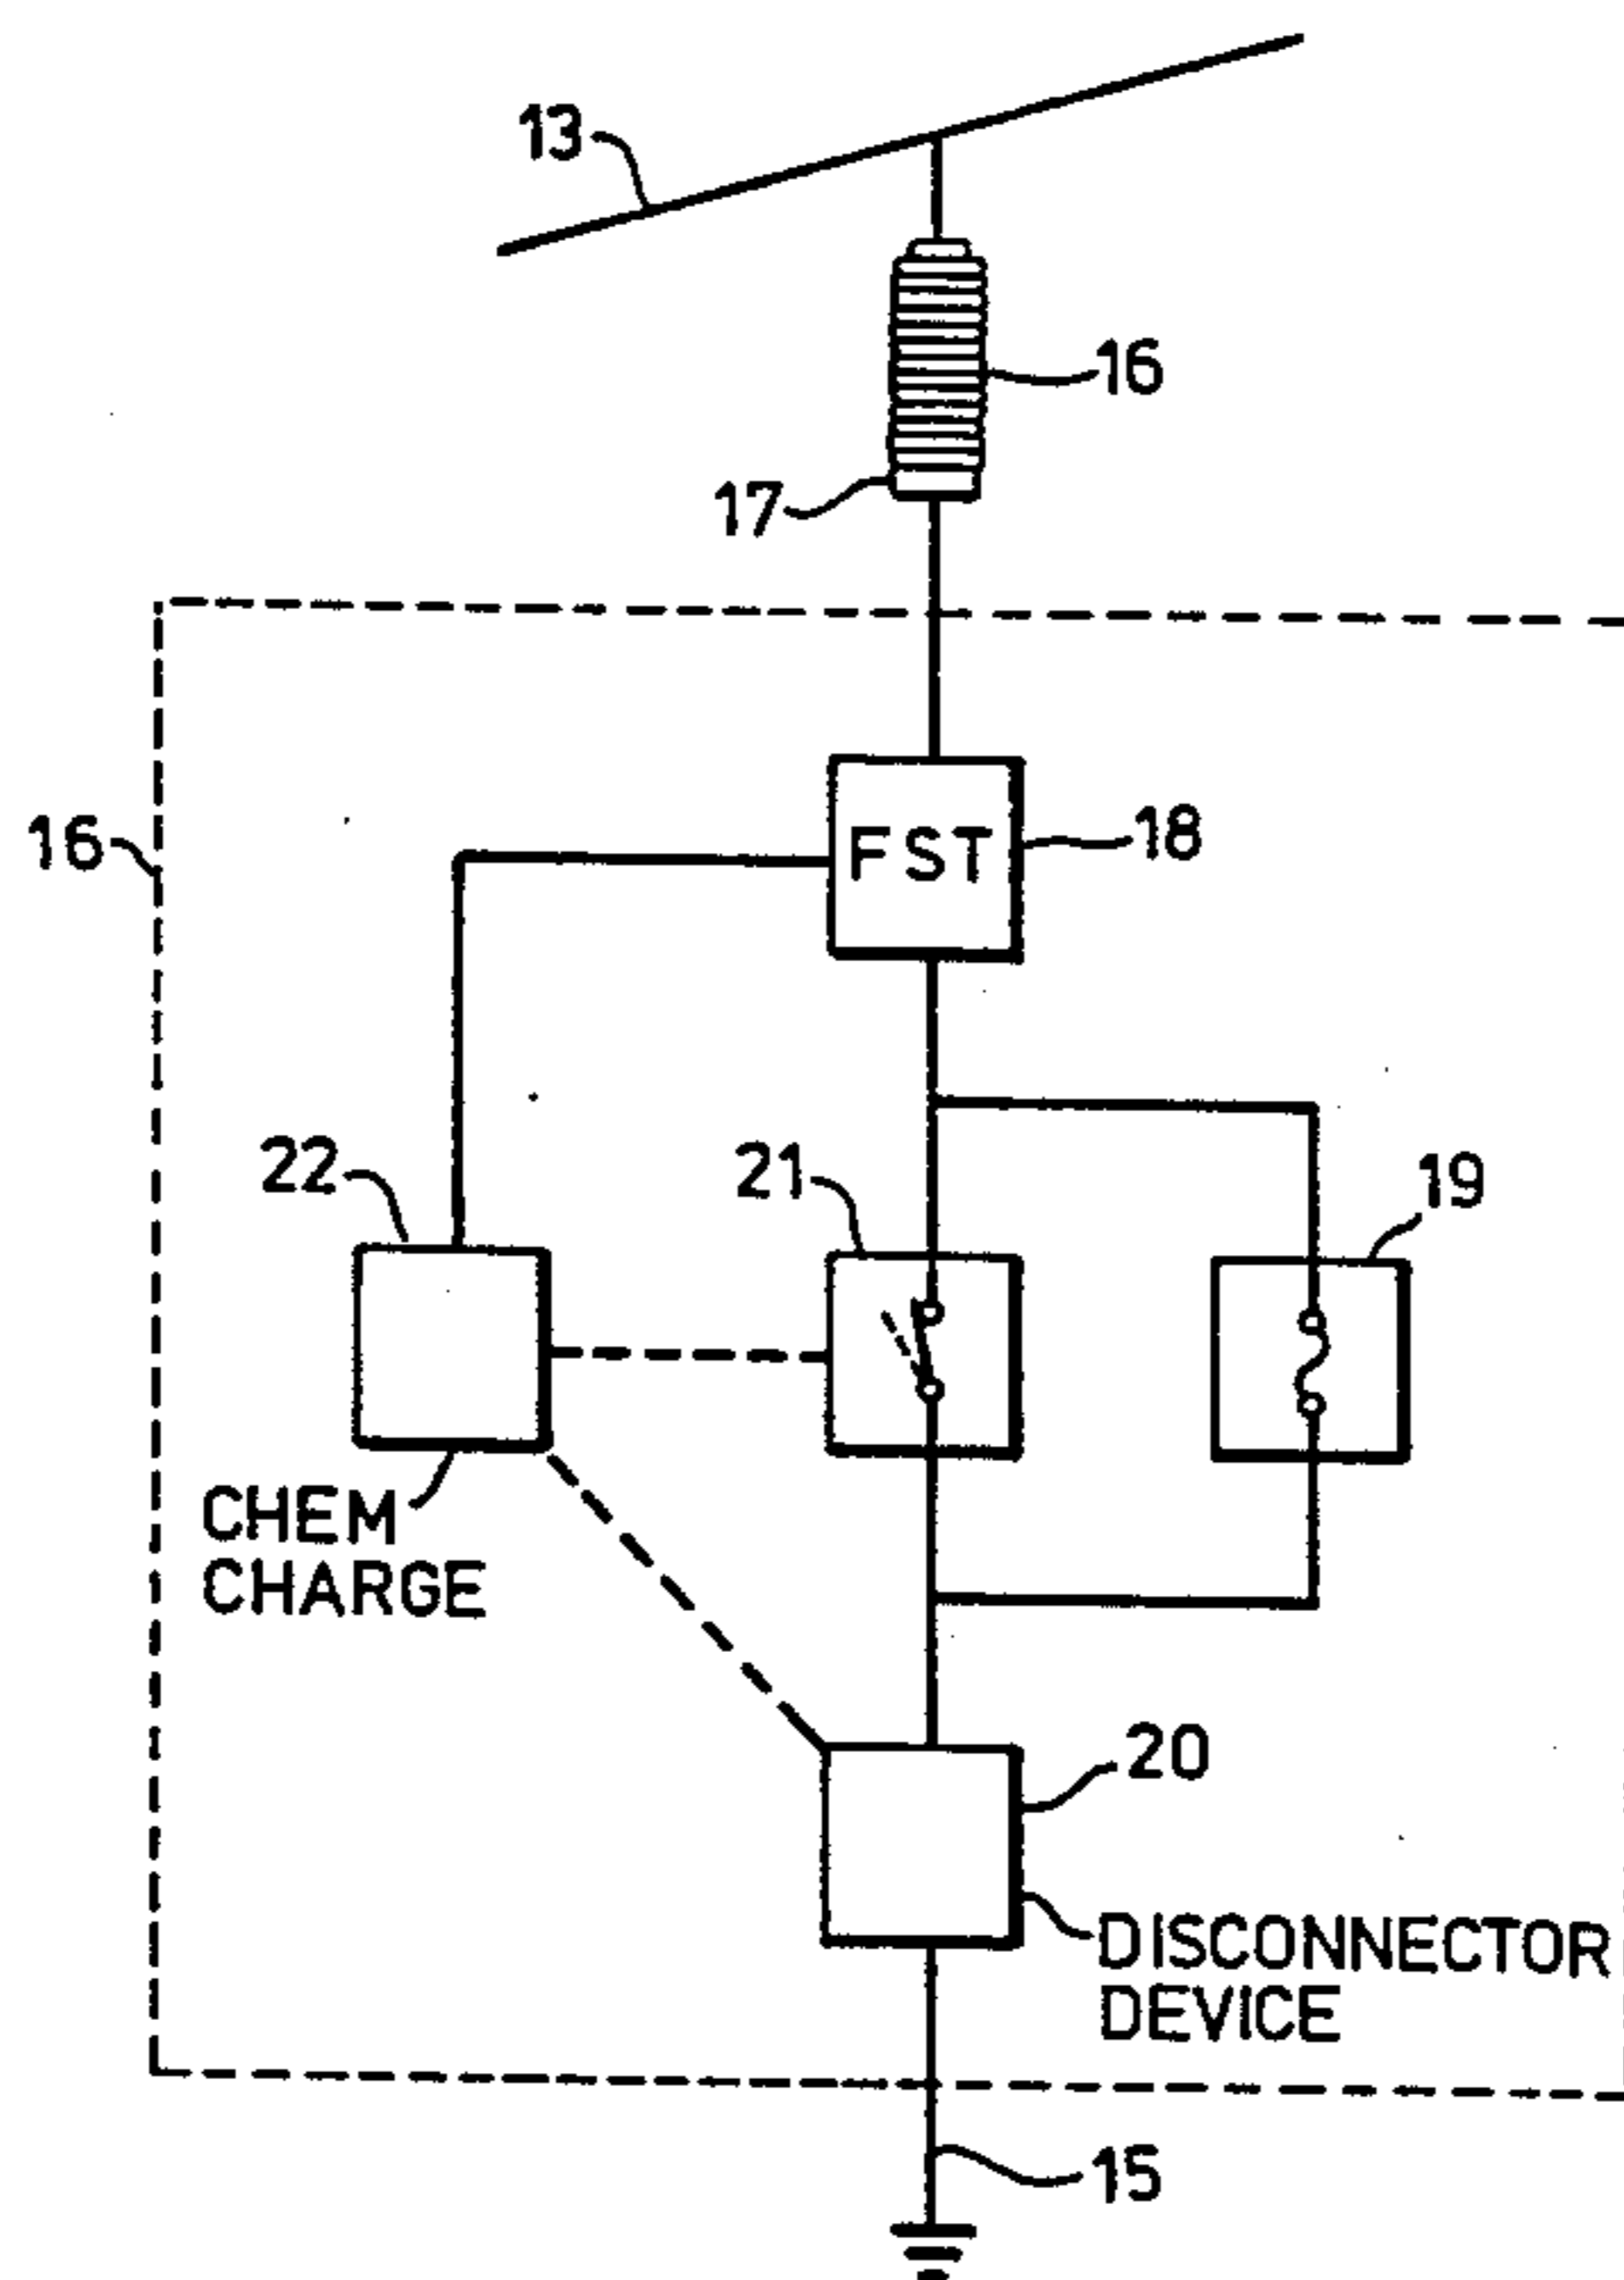 13
16
17
16
FST
18
22
21
19
CHEM
CHARGE
20
DISCONNECTOR
DEVICE
15